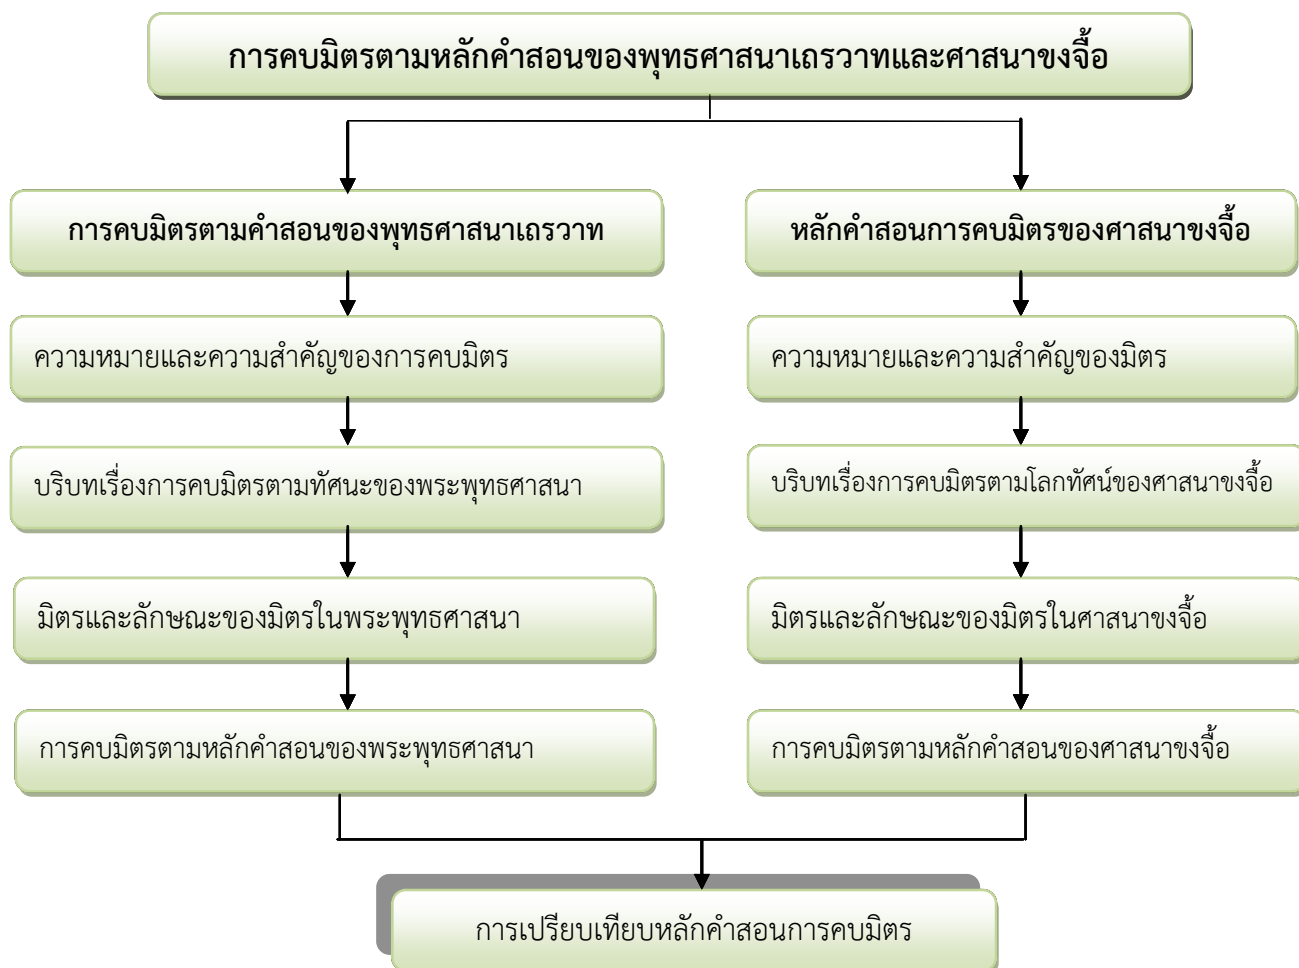 การคบมิตรตามหลักคำสอนของพุทธศาสนาเถรวาทและศาสนาขงจื้อ
การคบมิตรตามคำสอนของพุทธศาสนาเถรวาท
หลักคำสอนการคบมิตรของศาสนาขงจื้อ
ความหมายและความสำคัญของการคบมิตร
ความหมายและความสำคัญของมิตร
บริบทเรื่องการคบมิตรตามทัศนะของพระพุทธศาสนา
บริบทเรื่องการคบมิตรตามโลกทัศน์ของศาสนาขงจื้อ
มิตรและลักษณะของมิตรในพระพุทธศาสนา
มิตรและลักษณะของมิตรในศาสนาขงจื้อ
การคบมิตรตามหลักคำสอนของพระพุทธศาสนา
การคบมิตรตามหลักคำสอนของศาสนาขงจื้อ
การเปรียบเทียบหลักคำสอนการคบมิตร